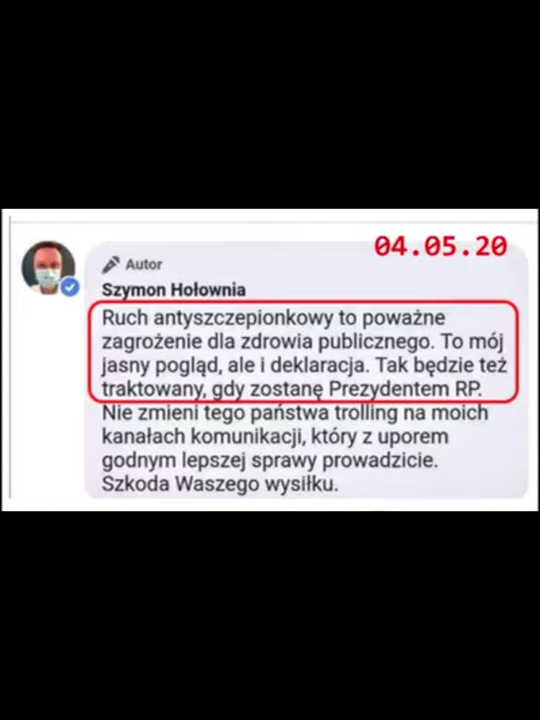 04.05.20
Autor
Szymon Hołownia
Ruch antyszczepionkowy to poważne
zagrożenie dla zdrowia publicznego. To mój
jasny pogląd, ale i deklaracja. Tak będzie też
traktowany, gdy zostanę Prezydentem RP.
Nie zmieni tego państwa trolling na moich
kanałach komunikacji, który z uporem
godnym lepszej sprawy prowadzicie.
Szkoda Waszego wysiłku.